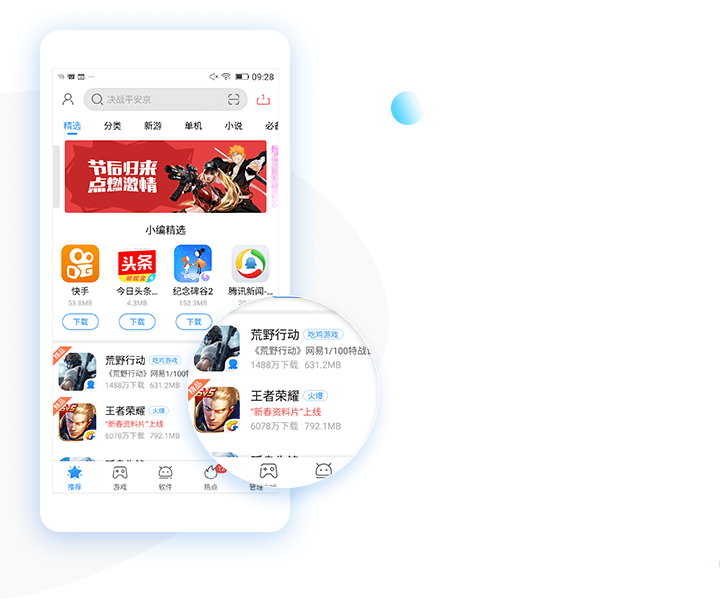 09:28
决战平安京
精选 分类 新游 单机 小说
节后归来
点燃激情
小编精选
头条
快手 今日头条... 纪念碑谷2 腾讯新闻-...
53.8MB 4.3MB 152.3MB
下载 下载 下载
精品
荒野行动 吃鸡游戏
《荒野行动》网易1/100特
1488万下载 631.2MB
精品
5v5
王者荣耀 火爆
"新春资料片"上线
6078万下载 792.1MB
推荐 游戏 软件 热点 管理
荒野行动 吃鸡游戏
《荒野行动》网易1/100特战
1488万下载 631.2MB
精品
5v5
王者荣耀 火爆
"新春资料片"上线
6078万下载 792.1MB